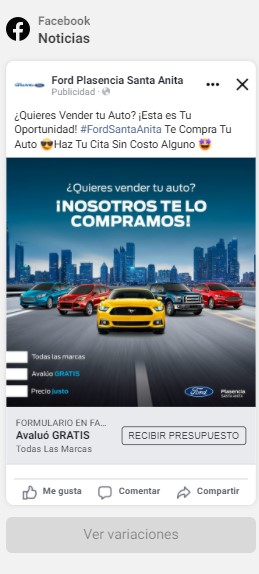 Facebook
Noticias
Ford Plasencia Santa Anita
Publicidad ·
¿Quieres Vender tu Auto? ¡Esta es Tu
Oportunidad! #FordSantaAnita Te Compra Tu
Auto 😎Haz Tu Cita Sin Costo Alguno 🤩
¿Quieres vender tu auto?
¡NOSOTROS TE LO
COMPRAMOS!
Todas las marcas
Avalúo GRATIS
Precio justo
Ford Plasencia
Santa Anita
FORMULARIO EN FA...
Avaluó GRATIS
Todas Las Marcas
RECIBIR PRESUPUESTO
Me gusta Comentar Compartir
Ver variaciones